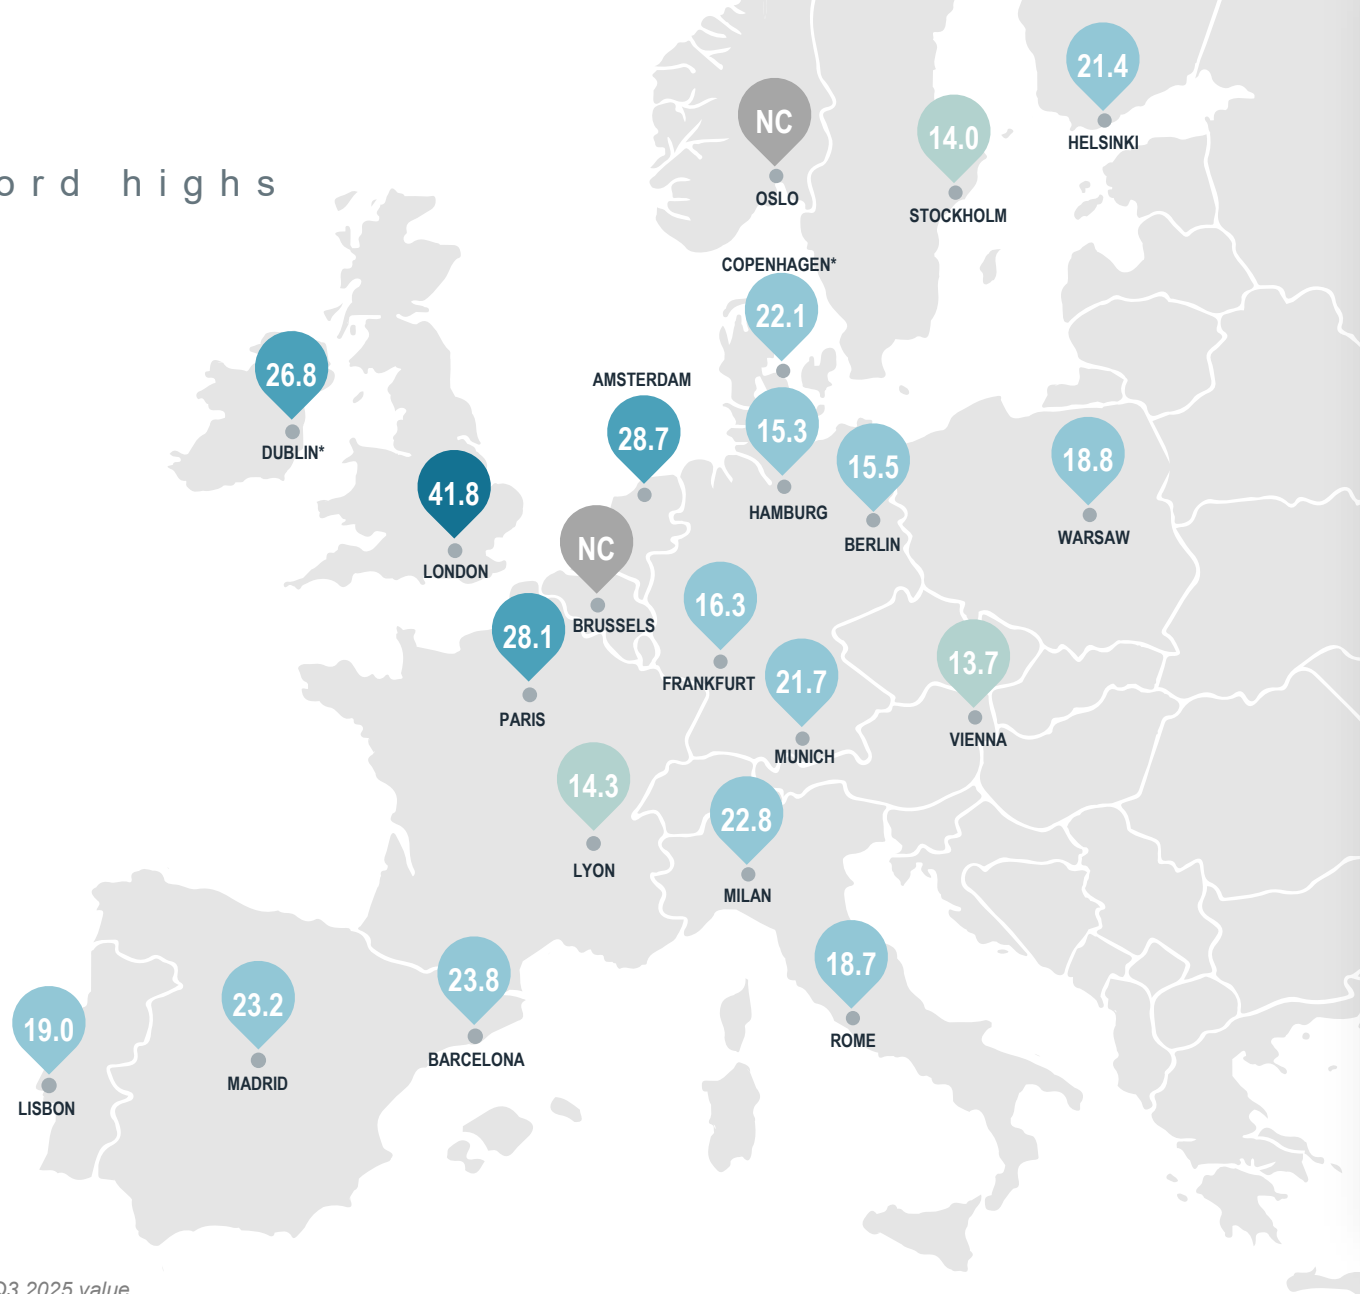 21.4
HELSINKI
NC
OSLO
14.0
STOCKHOLM
ord highs
COPENHAGEN*
22.1
26.8
DUBLIN*
AMSTERDAM
28.7
15.3
HAMBURG
15.5
BERLIN
18.8
WARSAW
41.8
LONDON
NC
BRUSSELS
28.1
PARIS
16.3
FRANKFURT
21.7
MUNICH
13.7
VIENNA
14.3
LYON
22.8
MILAN
18.7
ROME
23.8
BARCELONA
23.2
MADRID
19.0
LISBON
Q3 2025 value